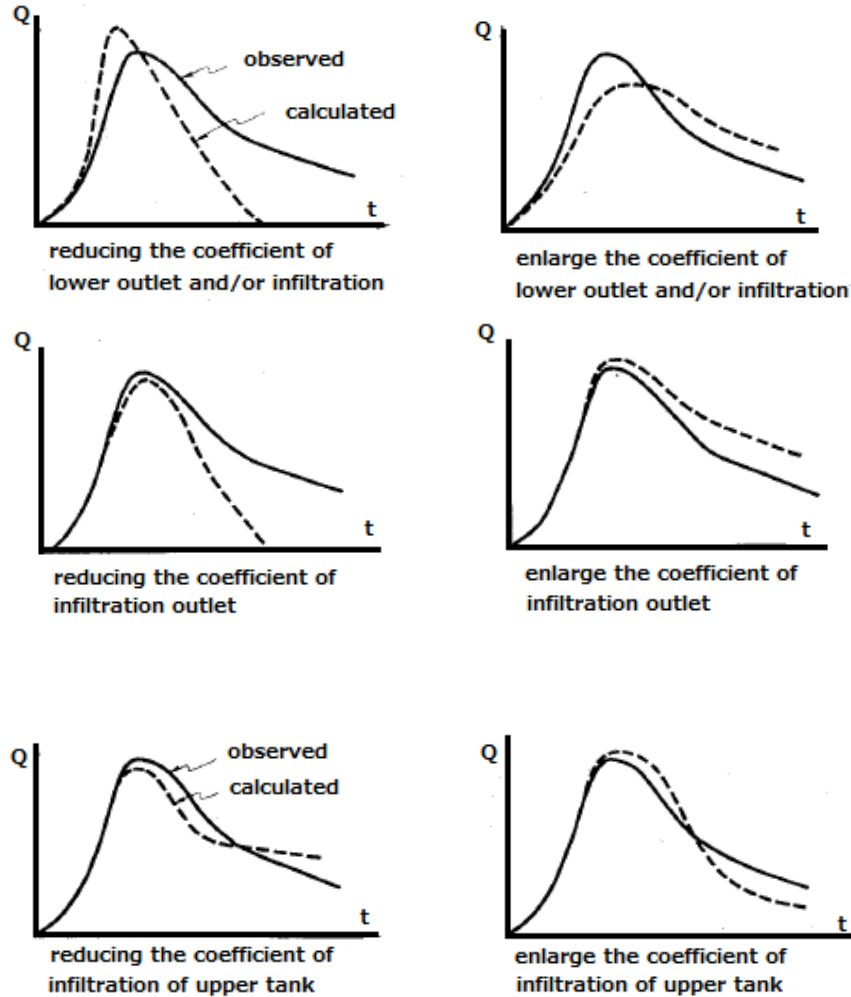 Q
observed
calculated
t
reducing the coefficient of
lower outlet and/or infiltration
Q
t
enlarge the coefficient of
lower outlet and/or infiltration
Q
t
reducing the coefficient of
infiltration outlet
Q
t
enlarge the coefficient of
infiltration outlet
Q
observed
calculated
t
reducing the coefficient of
infiltration of upper tank
Q
t
enlarge the coefficient of
infiltration of upper tank